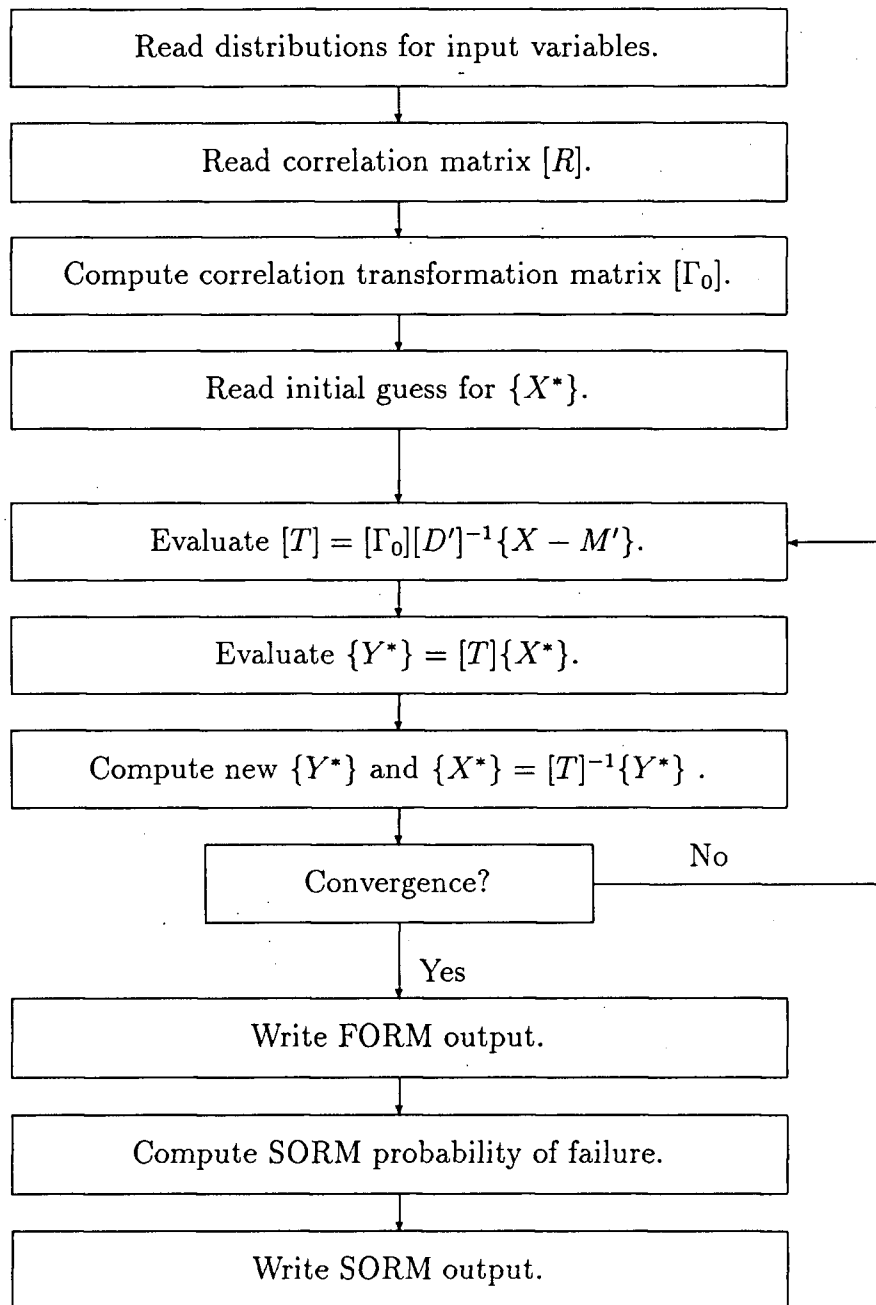 Read distributions for input variables.
Read correlation matrix [R].
Compute correlation transformation matrix [Γ₀].
Read initial guess for {X*}.
Evaluate [T] = [Γ₀][D′]⁻¹{X − M′}.
Evaluate {Y*} = [T]{X*}.
Compute new {Y*} and {X*} = [T]⁻¹{Y*} .
Convergence?
No
Yes
Write FORM output.
Compute SORM probability of failure.
Write SORM output.